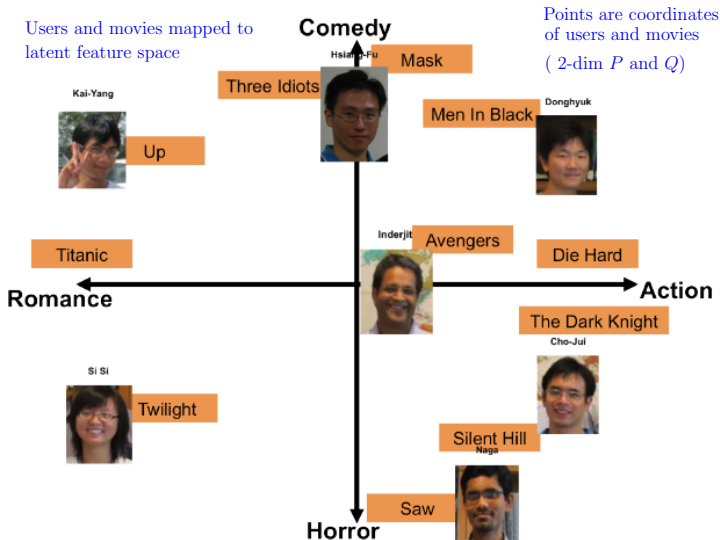 Users and movies mapped to
latent feature space
Points are coordinates
of users and movies
( 2-dim P and Q)
Comedy
Hsiang-Fu
Mask
Three Idiots
Kai-Yang
Men In Black
Donghyuk
Up
Inderjit
Avengers
Titanic
Die Hard
Romance
Action
The Dark Knight
Cho-Jui
Si Si
Twilight
Silent Hill
Naga
Saw
Horror